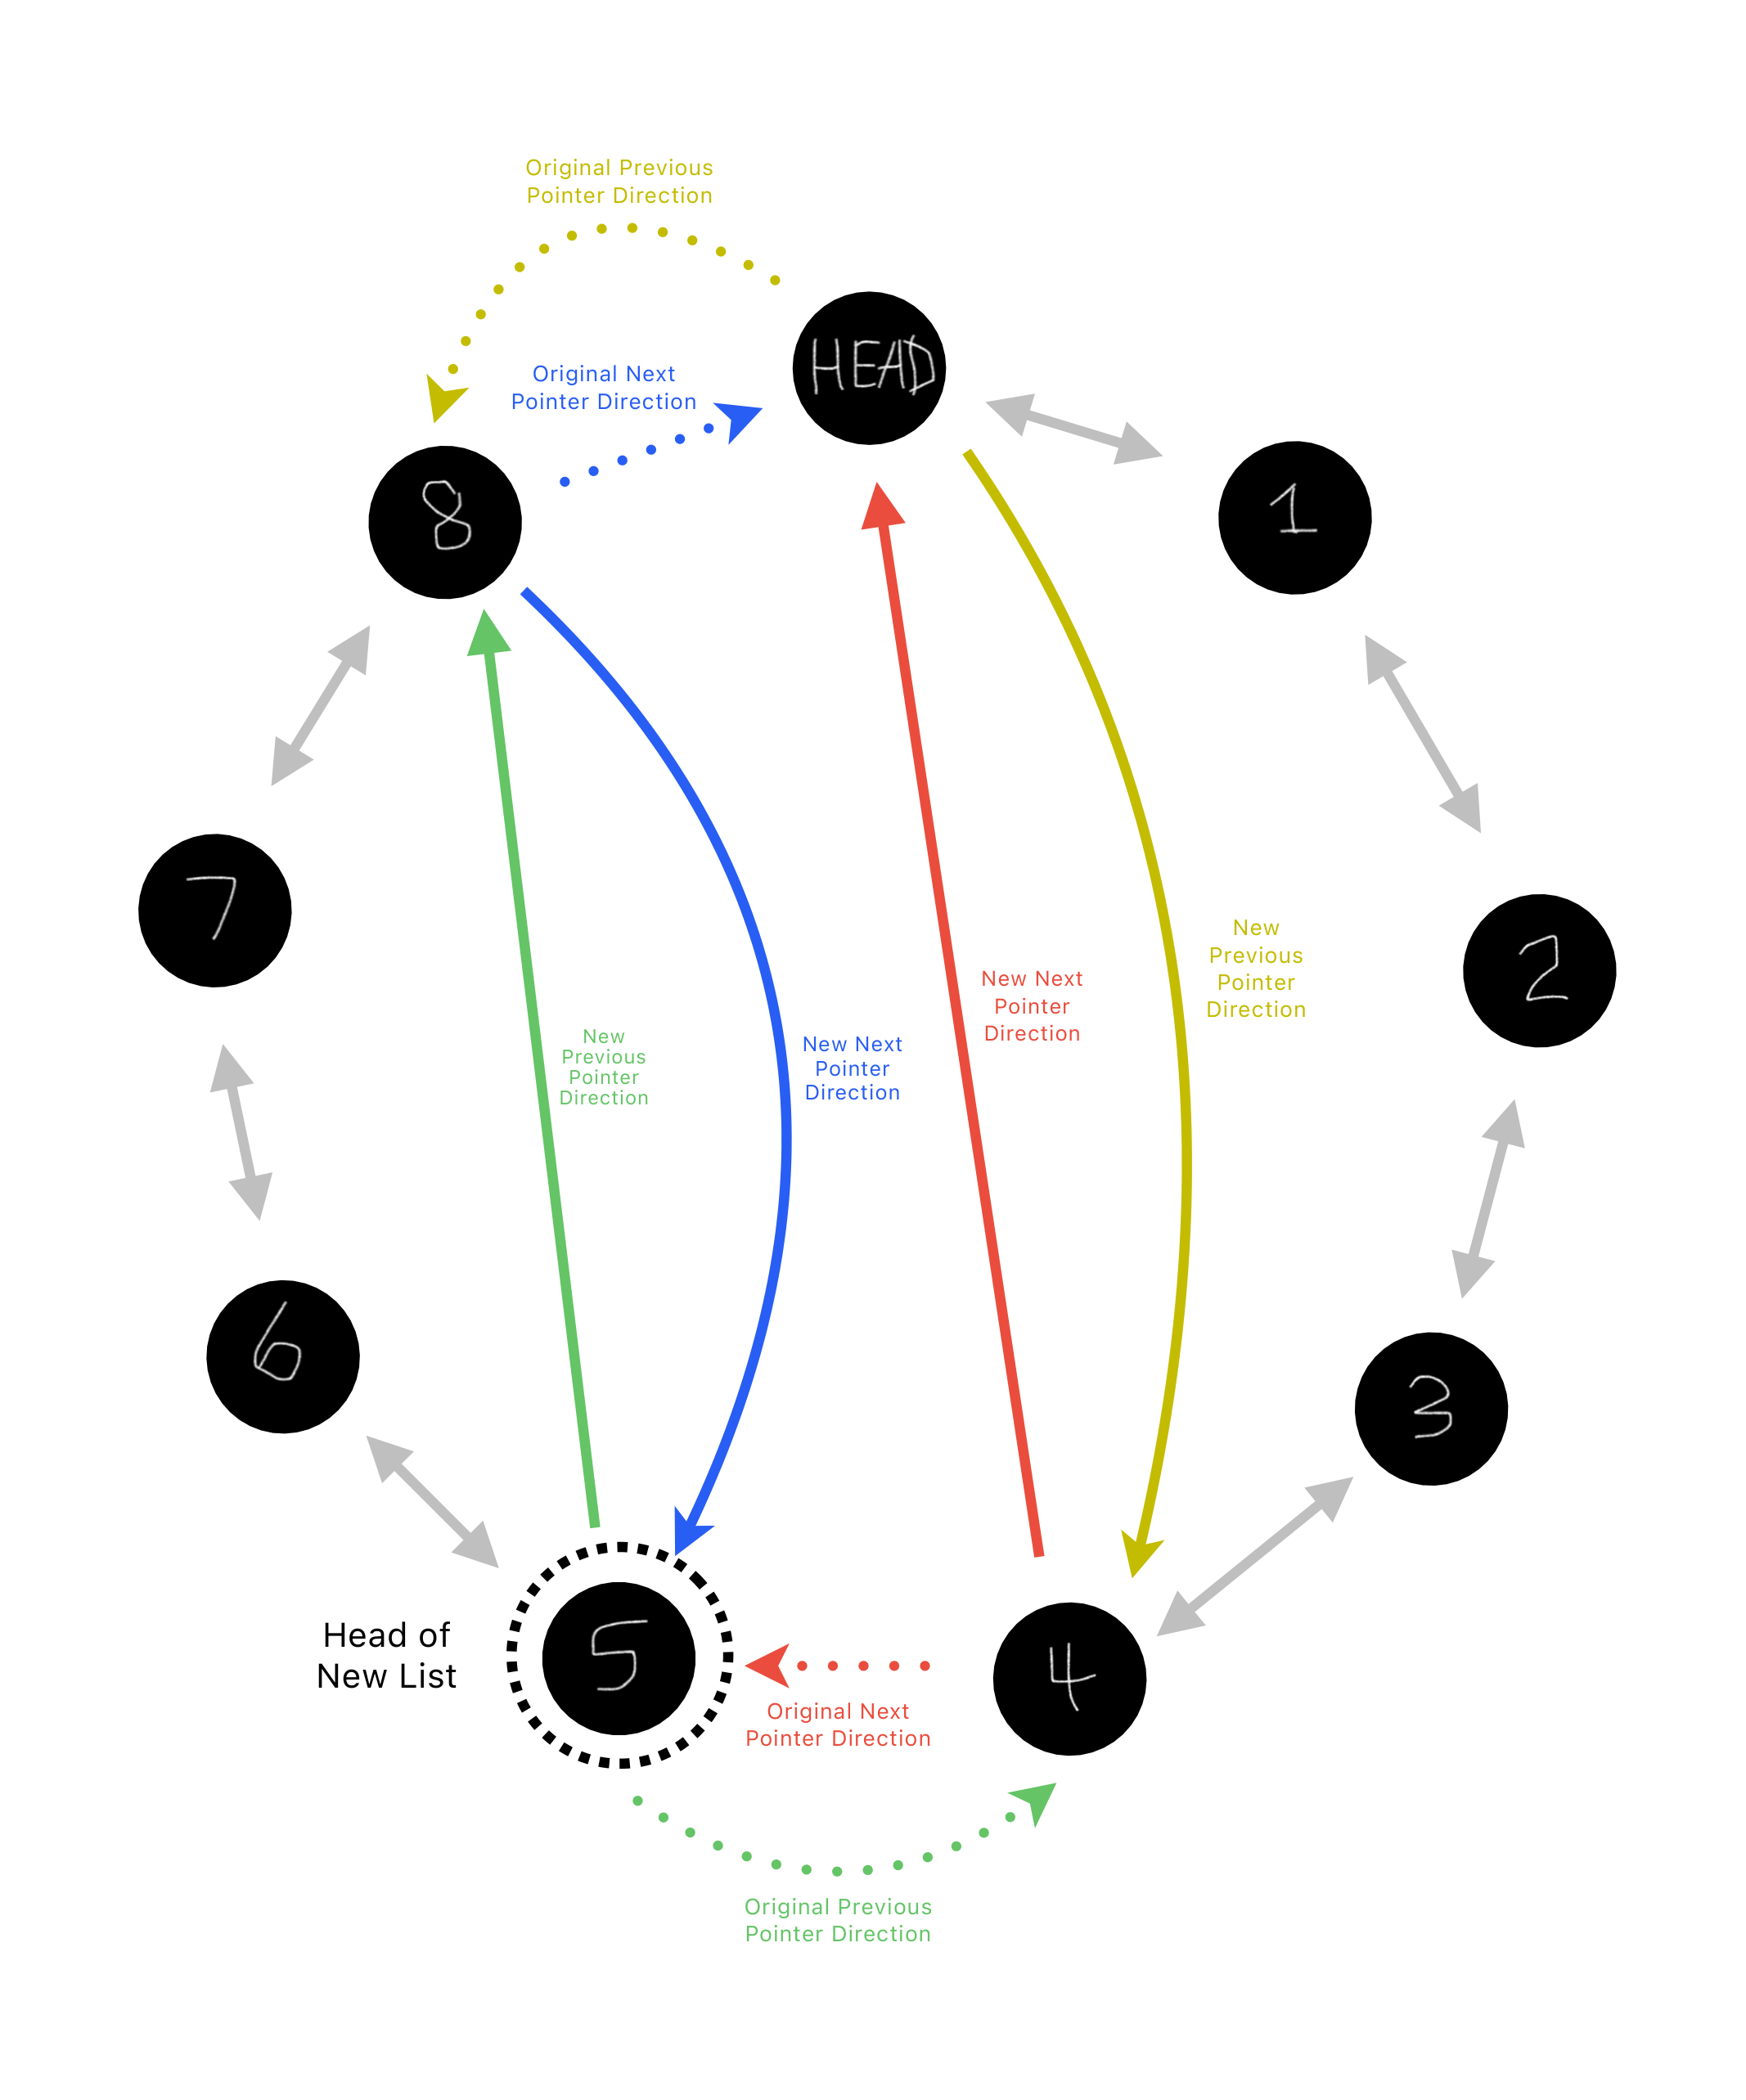 Original Previous
Pointer Direction
HEAD
Original Next
Pointer Direction
8
1
7
2
New
Previous
Pointer
Direction
New Next
Pointer
Direction
New
Previous
Pointer
Direction
New Next
Pointer
Direction
6
3
Head of
New List
5
4
Original Next
Pointer Direction
Original Previous
Pointer Direction